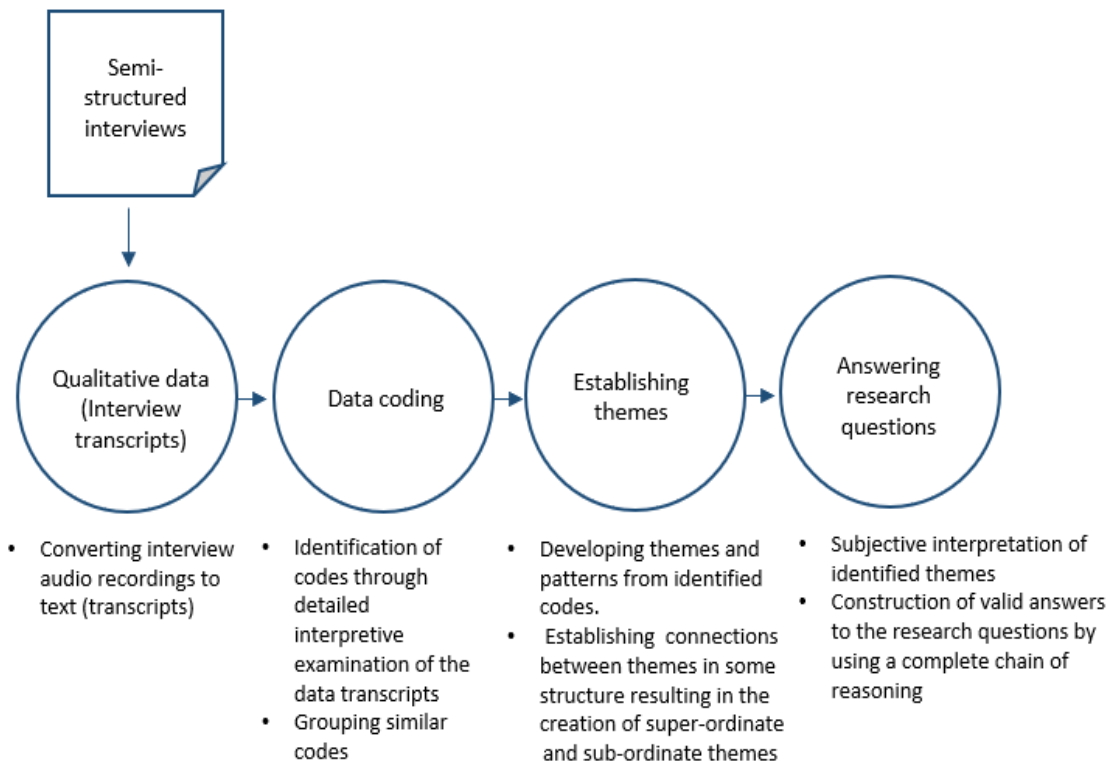 Semi-
structured
interviews
Qualitative data
(Interview
transcripts)
Data coding
Establishing
themes
Answering
research
questions
• Converting interview
audio recordings to
text (transcripts)
• Identification of
codes through
detailed
interpretive
examination of the
data transcripts
• Grouping similar
codes
• Developing themes and
patterns from identified
codes.
• Establishing connections
between themes in some
structure resulting in the
creation of super-ordinate
and sub-ordinate themes
• Subjective interpretation of
identified themes
• Construction of valid answers
to the research questions by
using a complete chain of
reasoning